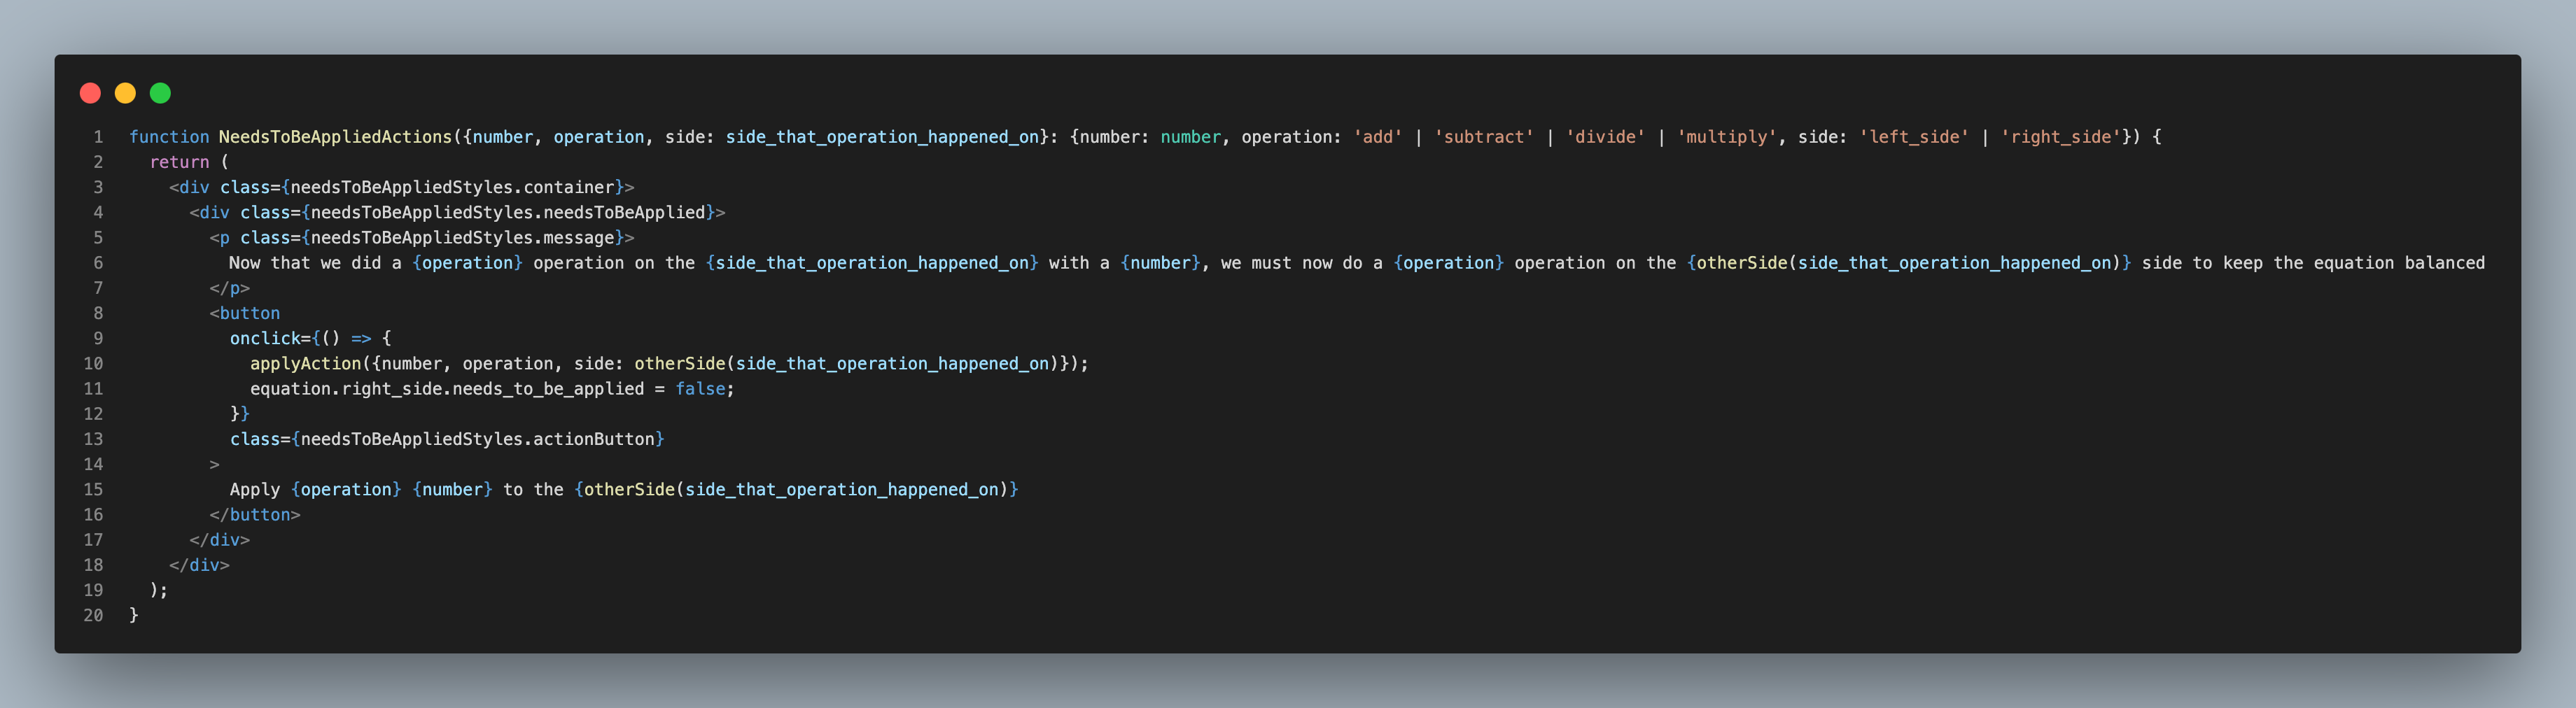 1 function NeedsToBeAppliedActions({number, operation, side: side_that_operation_happened_on}: {number: number, operation: 'add' | 'subtract' | 'divide' | 'multiply', side: 'left_side' | 'right_side'}) {
2 return (
3 <div class={needsToBeAppliedStyles.container}>
4 <div class={needsToBeAppliedStyles.needsToBeApplied}>
5 <p class={needsToBeAppliedStyles.message}>
6 Now that we did a {operation} operation on the {side_that_operation_happened_on} with a {number}, we must now do a {operation} operation on the {otherSide(side_that_operation_happened_on)} side to keep the equation balanced
7 </p>
8 <button
9 onclick={() => {
10 applyAction({number, operation, side: otherSide(side_that_operation_happened_on)});
11 equation.right_side.needs_to_be_applied = false;
12 }}
13 class={needsToBeAppliedStyles.actionButton}
14 >
15 Apply {operation} {number} to the {otherSide(side_that_operation_happened_on)}
16 </button>
17 </div>
18 </div>
19 );
20 }